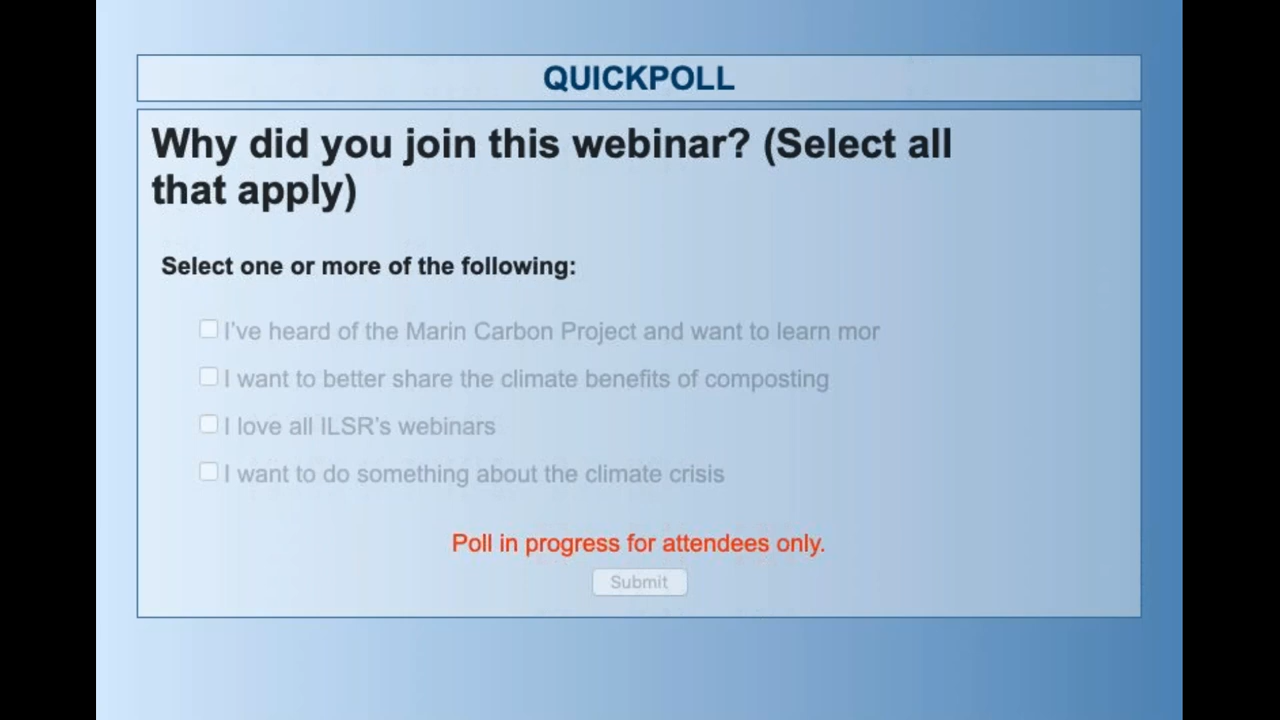 QUICKPOLL
Why did you join this webinar? (Select all
that apply)
Select one or more of the following:
I've heard of the Marin Carbon Project and want to learn mor
I want to better share the climate benefits of composting
I love all ILSR's webinars
I want to do something about the climate crisis
Poll in progress for attendees only.
Submit